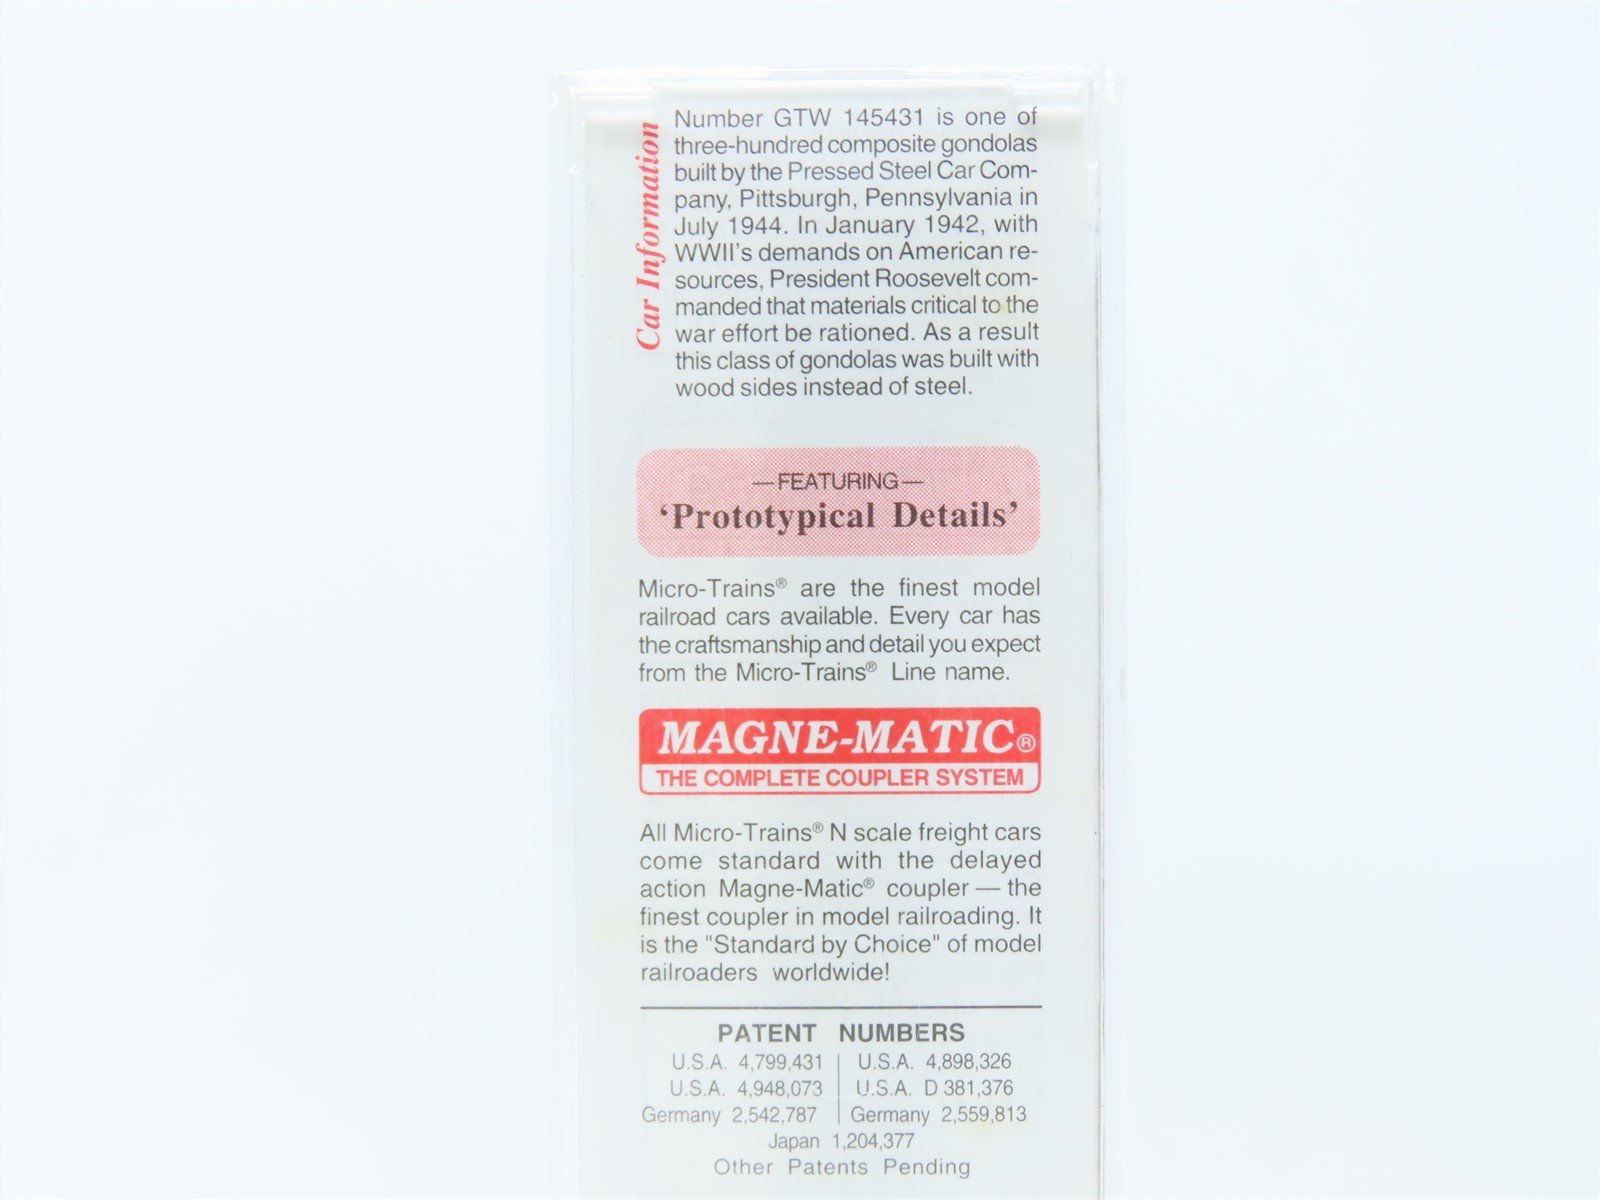 Car Information
Number GTW 145431 is one of
three-hundred composite gondolas
built by the Pressed Steel Car Com-
pany, Pittsburgh, Pennsylvania in
July 1944. In January 1942, with
WWII's demands on American re-
sources, President Roosevelt com-
manded that materials critical to the
war effort be rationed. As a result
this class of gondolas was built with
wood sides instead of steel.
—FEATURING—
'Prototypical Details'
Micro-Trains® are the finest model
railroad cars available. Every car has
the craftsmanship and detail you expect
from the Micro-Trains® Line name.
MAGNE-MATIC®
THE COMPLETE COUPLER SYSTEM
All Micro-Trains® N scale freight cars
come standard with the delayed
action Magne-Matic® coupler — the
finest coupler in model railroading. It
is the "Standard by Choice" of model
railroaders worldwide!
PATENT NUMBERS
U.S.A. 4,799,431 | U.S.A. 4,898,326
U.S.A. 4,948,073 | U.S.A. D 381,376
Germany 2,542,787 | Germany 2,559,813
Japan 1,204,377
Other Patents Pending